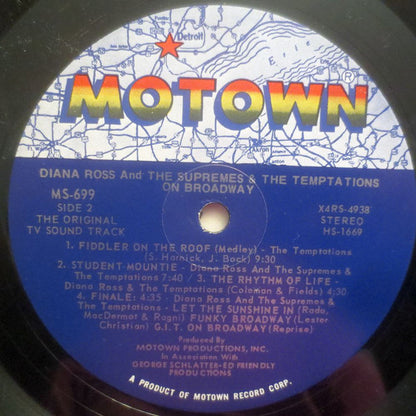 Detroit
Erie
MOTOWN
®
DIANA ROSS And THE SUPREMES & THE TEMPTATIONS
ON BROADWAY
MS-699
SIDE 2
THE ORIGINAL
TV SOUND TRACK
X4RS-4938
STEREO
HS-1669
1. FIDDLER ON THE ROOF (Medley) - The Temptations
(S. Harnick, J. Bock) 9:30
2. STUDENT-MOUNTIE - Diana Ross And The Supremes &
The Temptations 7:40 / 3. THE RHYTHM OF LIFE -
Diana Ross & The Temptations (Coleman & Fields) 4:30
4. FINALE: 4:35 - Diana Ross And The Supremes &
The Temptations - LET THE SUNSHINE IN (Rado,
MacDermot & Ragni) FUNKY BROADWAY (Lester
Christian) G.I.T. ON BROADWAY (Reprise)
Produced By
MOTOWN PRODUCTIONS, INC.
In Association With
GEORGE SCHLATTER-ED FRIENDLY
PRODUCTIONS
A PRODUCT OF MOTOWN RECORD CORP.